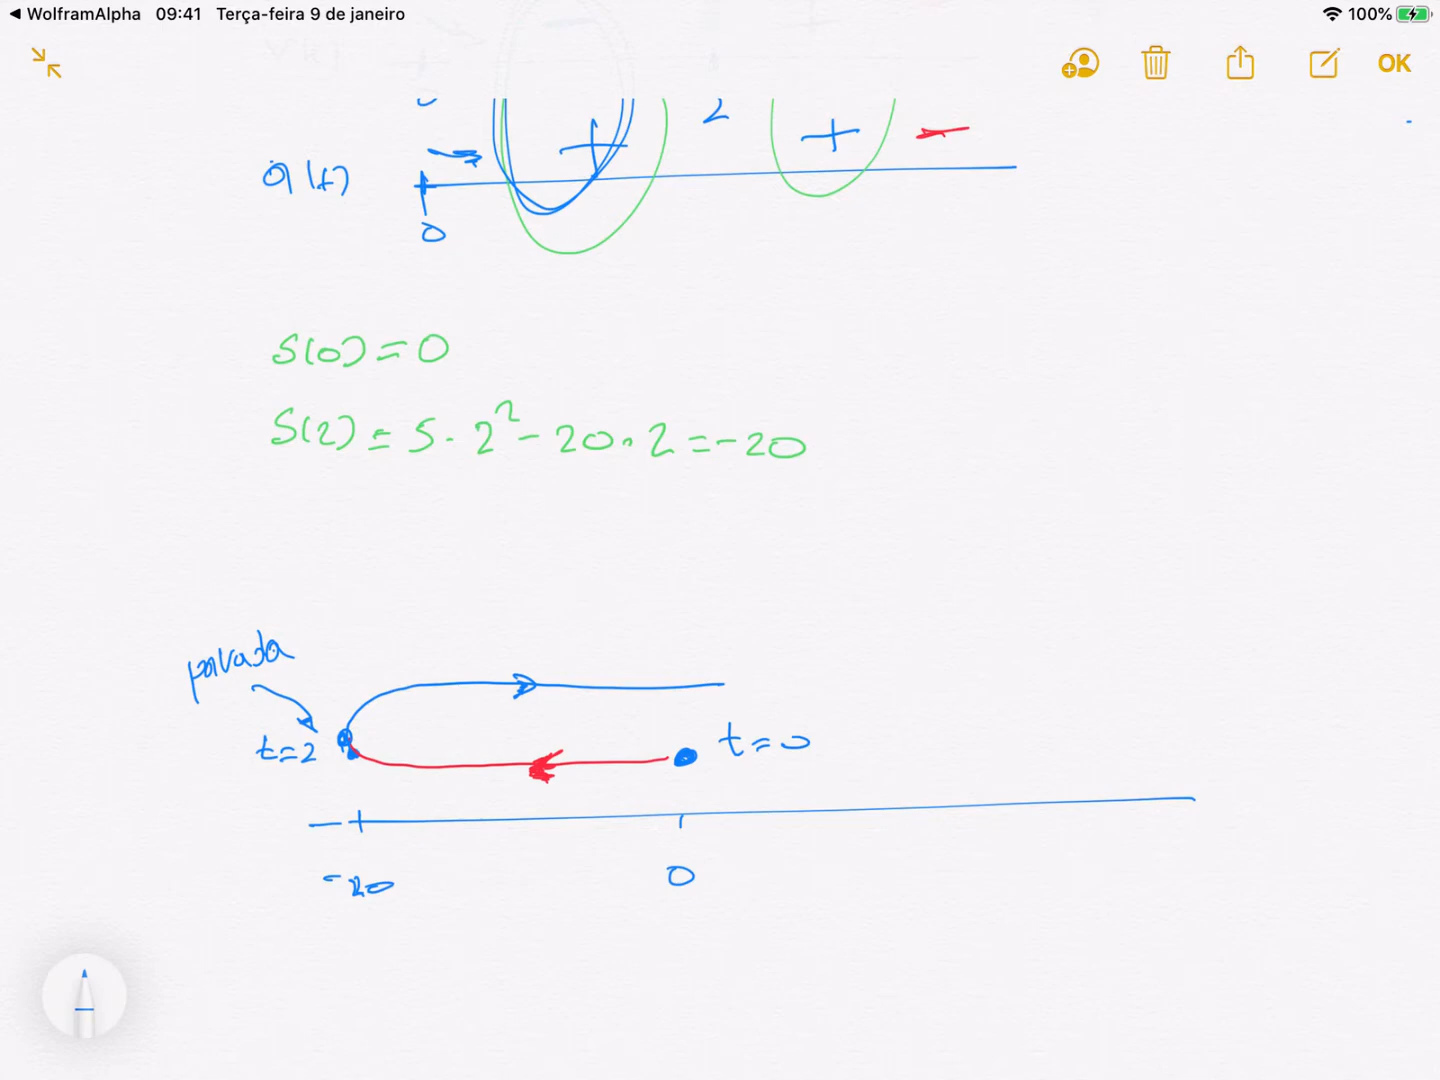 ◀ WolframAlpha 09:41 Terça-feira 9 de janeiro 100%
OK
2
a(t) + + −
0
S(0) = 0
S(2) = 5 · 2² − 20 · 2 = −20
parada
t=2
t=0
−20 0